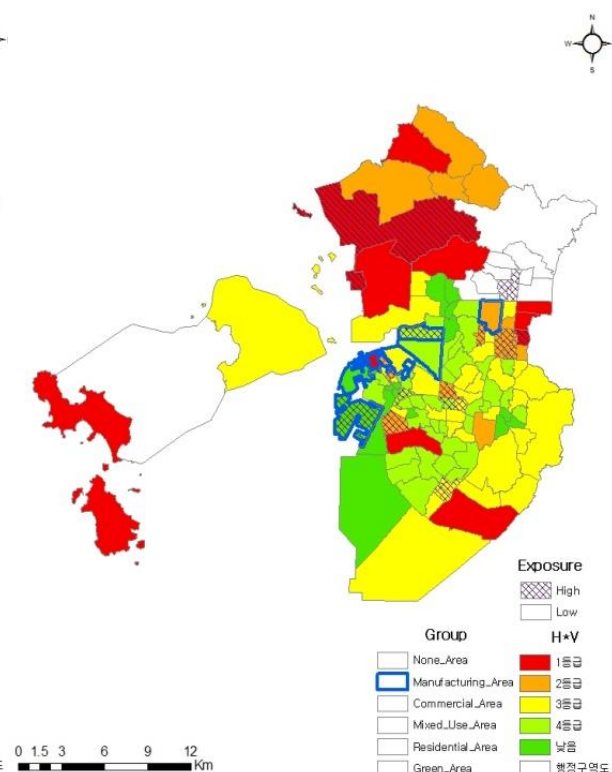 N
W
S
Exposure
High
Low
Group
None_Area
Manufacturing_Area
Commercial_Area
Mixed_Use_Area
Residential_Area
Green_Area
H*V
1등급
2등급
3등급
4등급
낮음
행정구역도
0 1.5 3 6 9 12
Km